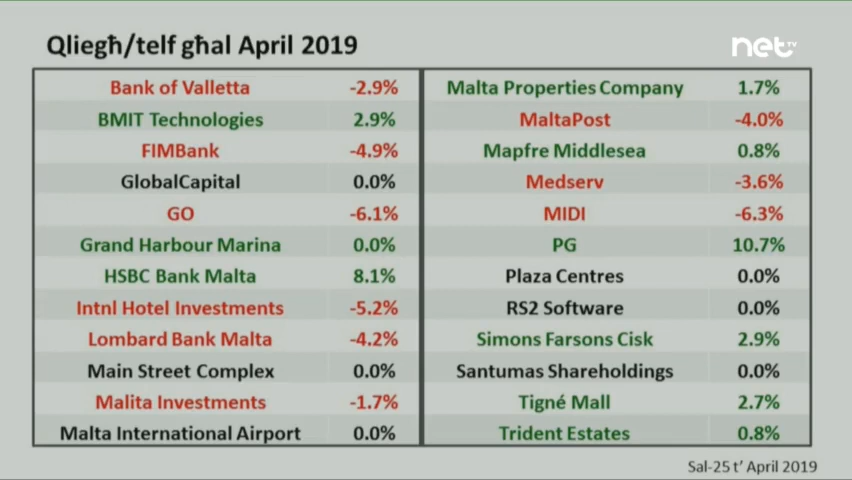 Qliegħ/telf għal April 2019
net TV
Bank of Valletta -2.9%
BMIT Technologies 2.9%
FIMBank -4.9%
GlobalCapital 0.0%
GO -6.1%
Grand Harbour Marina 0.0%
HSBC Bank Malta 8.1%
Intnl Hotel Investments -5.2%
Lombard Bank Malta -4.2%
Main Street Complex 0.0%
Malita Investments -1.7%
Malta International Airport 0.0%
Malta Properties Company 1.7%
MaltaPost -4.0%
Mapfre Middlesea 0.8%
Medserv -3.6%
MIDI -6.3%
PG 10.7%
Plaza Centres 0.0%
RS2 Software 0.0%
Simons Farsons Cisk 2.9%
Santumas Shareholdings 0.0%
Tigné Mall 2.7%
Trident Estates 0.8%
Sal-25 t’ April 2019